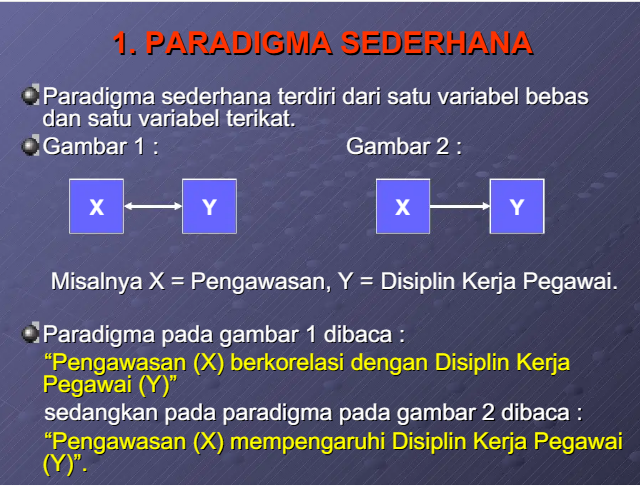 1. PARADIGMA SEDERHANA
Paradigma sederhana terdiri dari satu variabel bebas
dan satu variabel terikat.
Gambar 1 : Gambar 2 :
X Y X Y
Misalnya X = Pengawasan, Y = Disiplin Kerja Pegawai.
Paradigma pada gambar 1 dibaca :
“Pengawasan (X) berkorelasi dengan Disiplin Kerja
Pegawai (Y)”
sedangkan pada paradigma pada gambar 2 dibaca :
“Pengawasan (X) mempengaruhi Disiplin Kerja Pegawai
(Y)”.